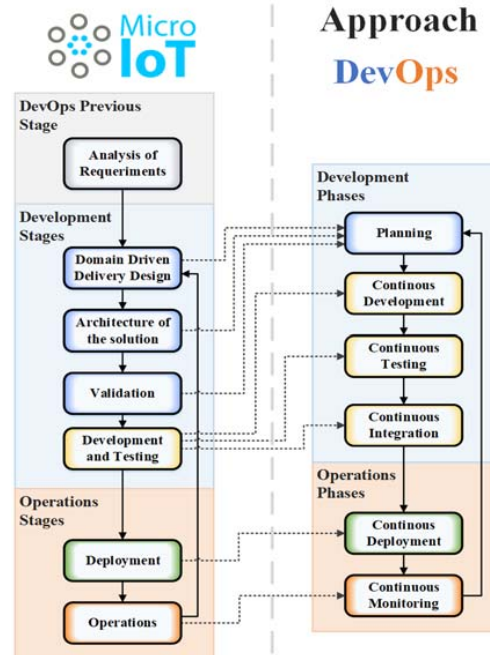 Micro
IoT
DevOps Previous
Stage
Analysis of
Requeriments
Development
Stages
Domain Driven
Delivery Design
Architecture of
the solution
Validation
Development
and Testing
Operations
Stages
Deployment
Operations
Approach
DevOps
Development
Phases
Planning
Continous
Development
Continuous
Testing
Continuous
Integration
Operations
Phases
Continous
Deployment
Continuous
Monitoring